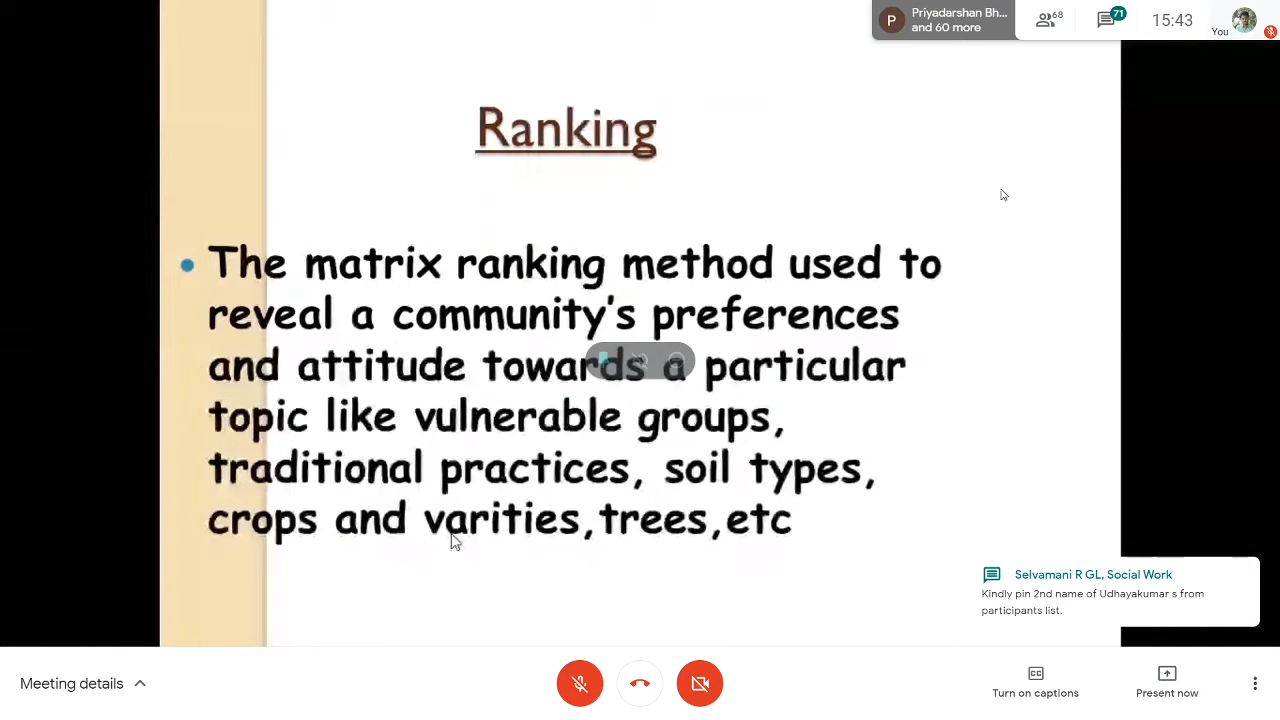 Priyadarshan Bh...
and 60 more
P
68
71
15:43
You
Ranking
• The matrix ranking method used to
reveal a community's preferences
and attitude towards a particular
topic like vulnerable groups,
traditional practices, soil types,
crops and varities,trees,etc
Selvamani R GL, Social Work
Kindly pin 2nd name of Udhayakumar s from
participants list.
Meeting details
CC
Turn on captions
Present now